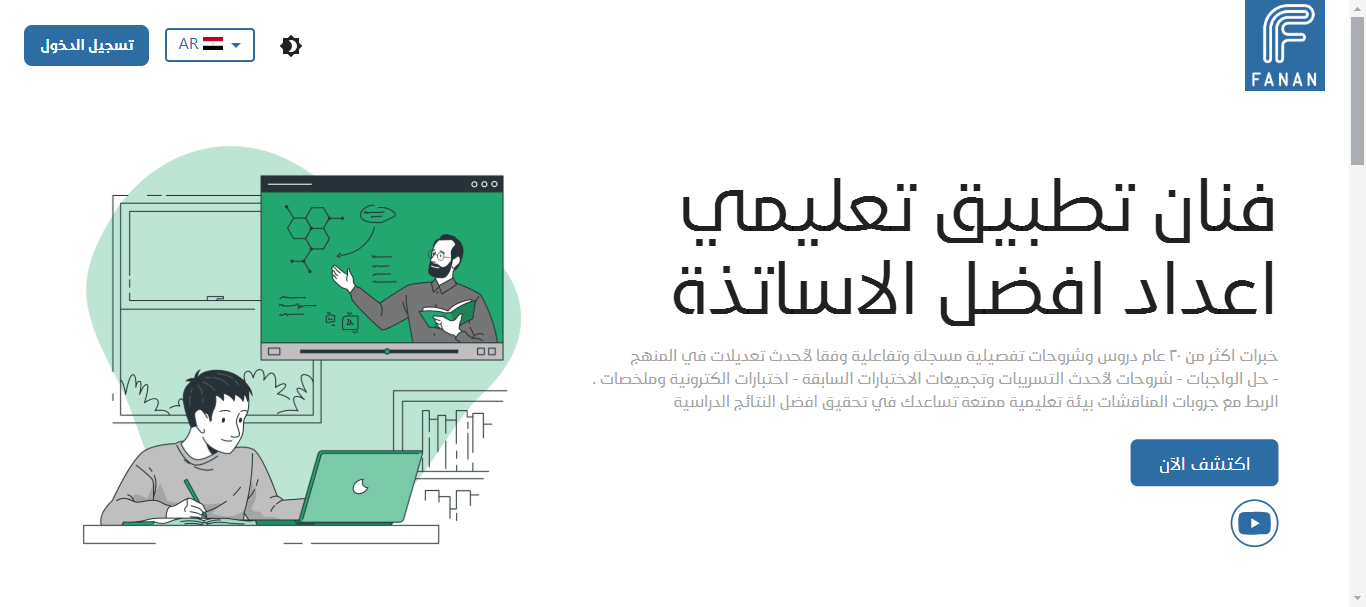 FANAN
AR
تسجيل الدخول
فنان تطبيق تعليمي
اعداد افضل الاساتذة
خبرات اكثر من ٢٠ عام دروس وشروحات تفصيلية مسجلة وتفاعلية وفقا لأحدث تعديلات في المنهج
- حل الواجبات - شروحات لأحدث التسريبات وتجميعات الاختبارات السابقة - اختبارات الكترونية وملخصات .
الربط مع جروبات المناقشات بيئة تعليمية ممتعة تساعدك في تحقيق افضل النتائج الدراسية
اكتشف الآن